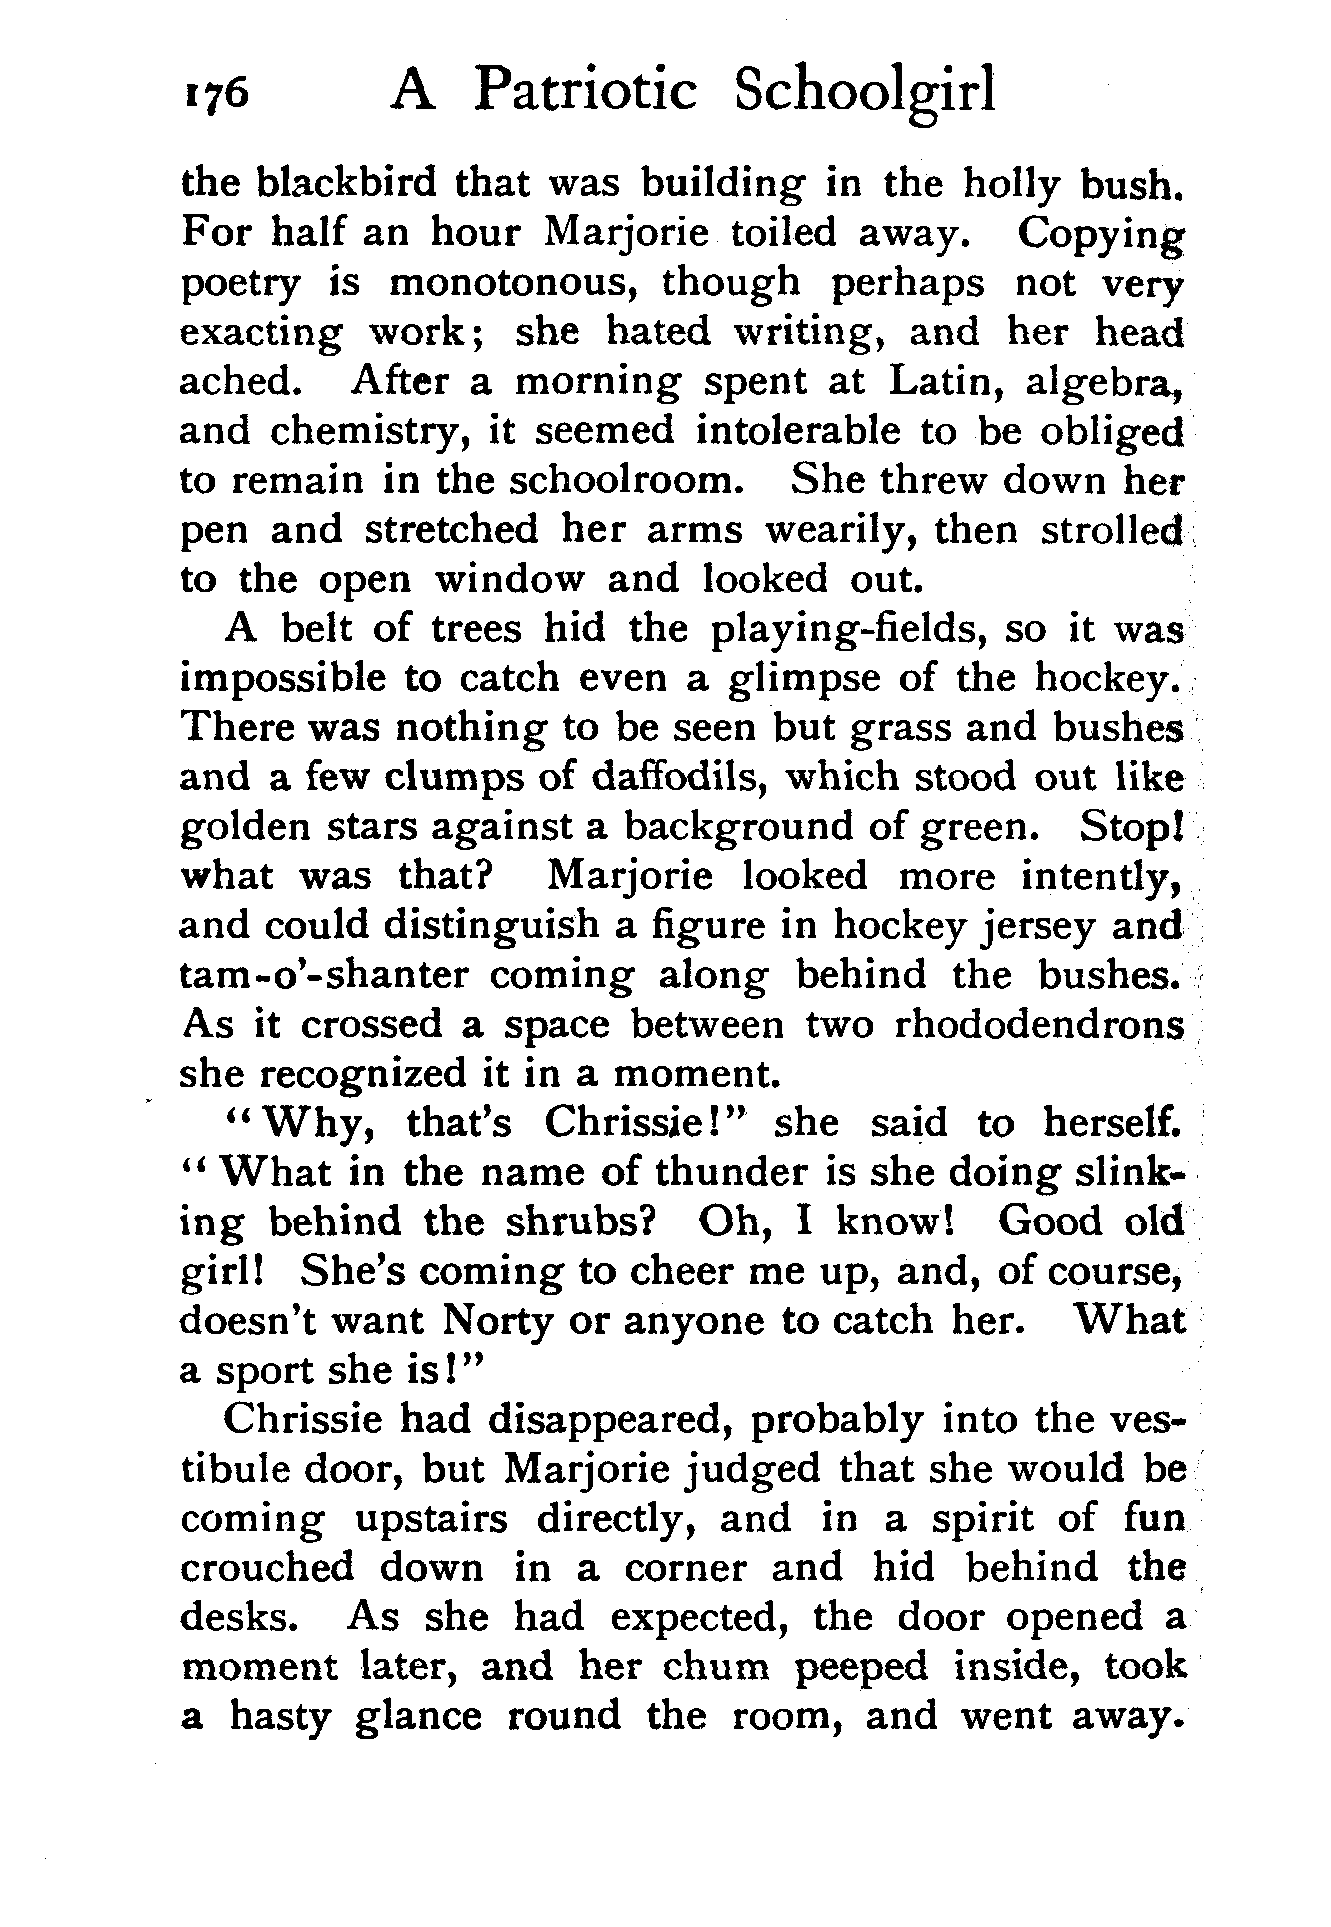 176 A Patriotic Schoolgirl
the blackbird that was building in the holly bush.
For half an hour Marjorie toiled away. Copying
poetry is monotonous, though perhaps not very
exacting work; she hated writing, and her head
ached. After a morning spent at Latin, algebra,
and chemistry, it seemed intolerable to be obliged
to remain in the schoolroom. She threw down her
pen and stretched her arms wearily, then strolled
to the open window and looked out.
A belt of trees hid the playing-fields, so it was
impossible to catch even a glimpse of the hockey.
There was nothing to be seen but grass and bushes
and a few clumps of daffodils, which stood out like
golden stars against a background of green. Stop!
what was that? Marjorie looked more intently,
and could distinguish a figure in hockey jersey and
tam-o'-shanter coming along behind the bushes.
As it crossed a space between two rhododendrons
she recognized it in a moment.
“Why, that's Chrissie!” she said to herself.
“What in the name of thunder is she doing slink-
ing behind the shrubs? Oh, I know! Good old
girl! She's coming to cheer me up, and, of course,
doesn't want Norty or anyone to catch her. What
a sport she is!”
Chrissie had disappeared, probably into the ves-
tibule door, but Marjorie judged that she would be
coming upstairs directly, and in a spirit of fun
crouched down in a corner and hid behind the
desks. As she had expected, the door opened a
moment later, and her chum peeped inside, took
a hasty glance round the room, and went away.